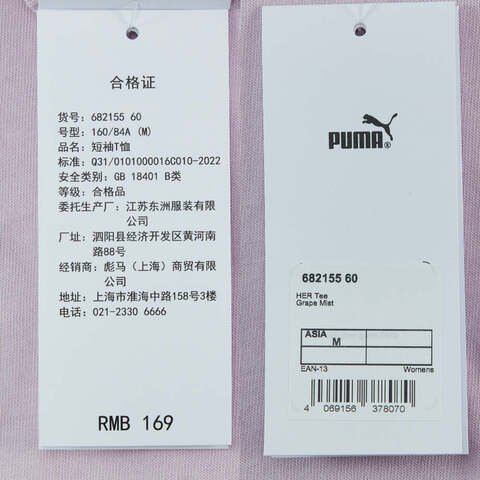 合格证
货号: 682155 60
号型: 160/84A (M)
品名: 短袖T恤
标准: Q31/0101000016C010-2022
安全类别: GB 18401 B类
等级: 合格品
委托生产厂: 江苏东洲服装有限
公司
厂址: 泗阳县经济开发区黄河南
路88号
经销商: 彪马（上海）商贸有限
公司
地址: 上海市淮海中路158号3楼
电话: 021-2330 6666
RMB 169
PUMA®
682155 60
HER Tee
Grape Mist
ASIA
M
EAN-13 Womens
4 069156 378070